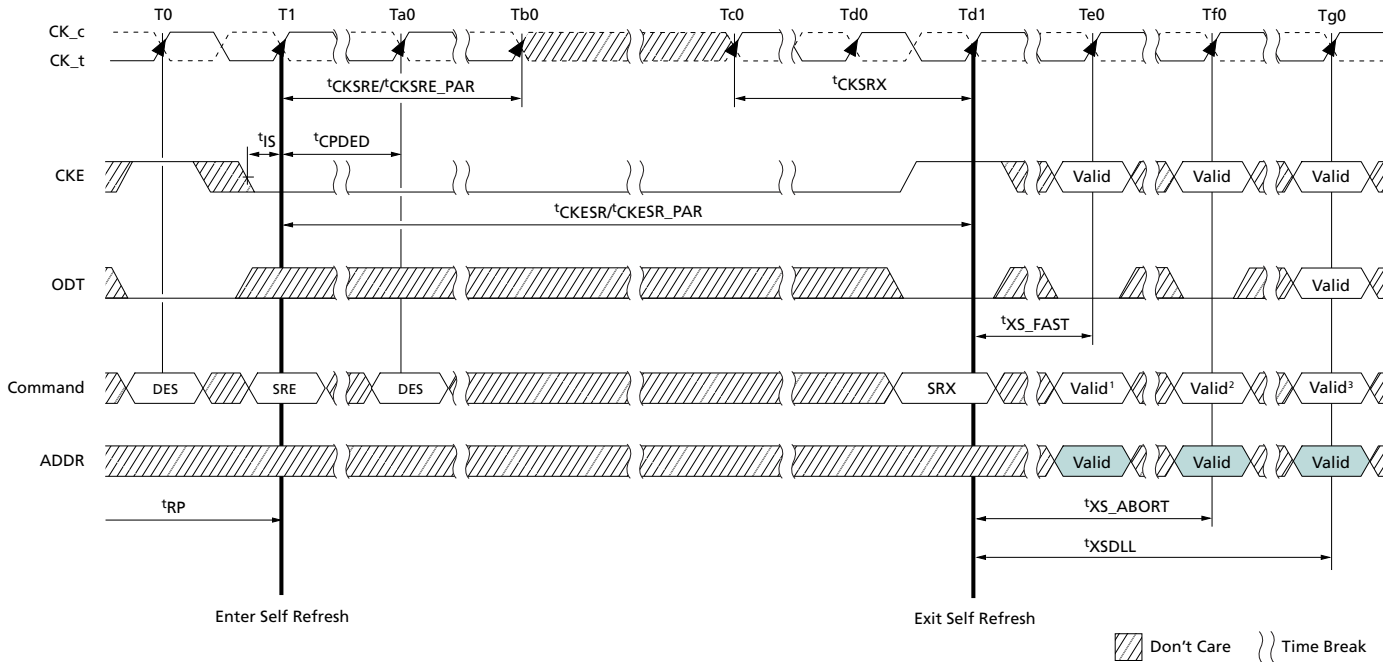 T0 T1 Ta0 Tb0 Tc0 Td0 Td1 Te0 Tf0 Tg0
CK_c
CK_t
tCKSRE/tCKSRE_PAR tCKSRX
tIS tCPDED
CKE Valid Valid Valid
tCKESR/tCKESR_PAR
ODT Valid
tXS_FAST
Command DES SRE DES SRX Valid¹ Valid² Valid³
ADDR Valid Valid Valid
tRP tXS_ABORT
tXSDLL
Enter Self Refresh Exit Self Refresh
Don't Care Time Break